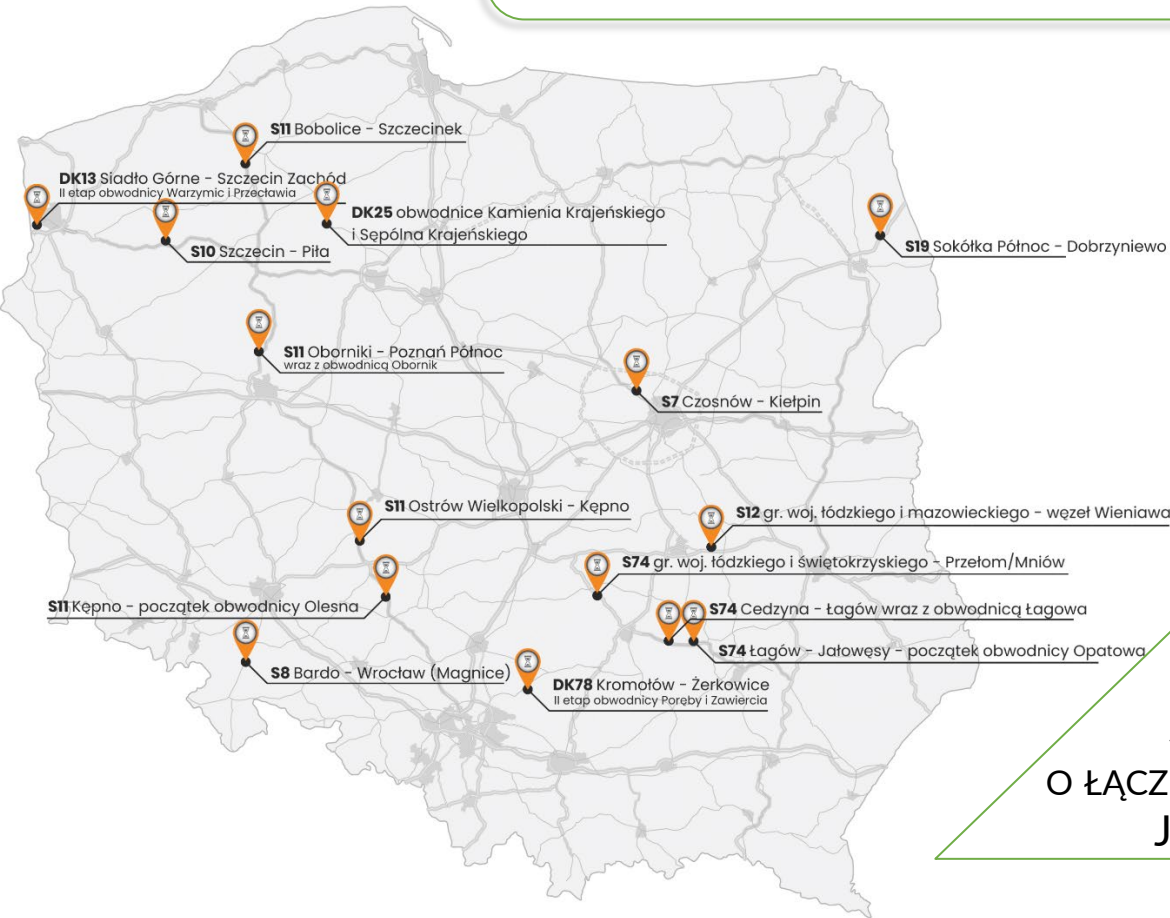 S11 Bobolice - Szczecinek
DK13 Siadło Górne - Szczecin Zachód
II etap obwodnicy Warzymic i Przecławia
DK25 obwodnice Kamienia Krajeńskiego
i Sępólna Krajeńskiego
S10 Szczecin - Piła
S19 Sokółka Północ - Dobrzyniewo
S11 Oborniki - Poznań Północ
wraz z obwodnicą Obornik
S7 Czosnów - Kiełpin
S11 Ostrów Wielkopolski - Kępno
S12 gr. woj. łódzkiego i mazowieckiego - węzeł Wieniawa
S74 gr. woj. łódzkiego i świętokrzyskiego - Przełom/Mniów
S11 Kępno - początek obwodnicy Olesna
S74 Cedzyna - Łagów wraz z obwodnicą Łagowa
S74 Łagów - Jałowęsy - początek obwodnicy Opatowa
S8 Bardo - Wrocław (Magnice)
DK78 Kromołów - Żerkowice
II etap obwodnicy Poręby i Zawiercia
O ŁĄCZ
J